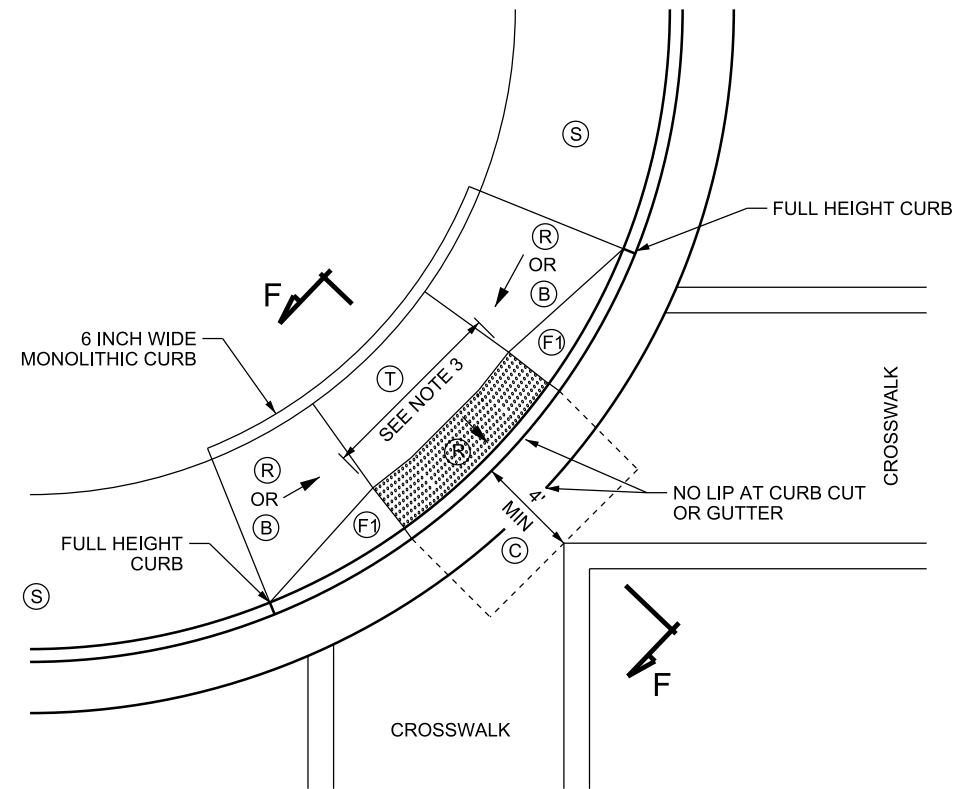 S
FULL HEIGHT CURB
R
OR
B
F
6 INCH WIDE
MONOLITHIC CURB
F1
T
SEE NOTE 3
CROSSWALK
R
R
OR
B
NO LIP AT CURB CUT
OR GUTTER
4'
MIN
C
F1
FULL HEIGHT
CURB
S
F
CROSSWALK